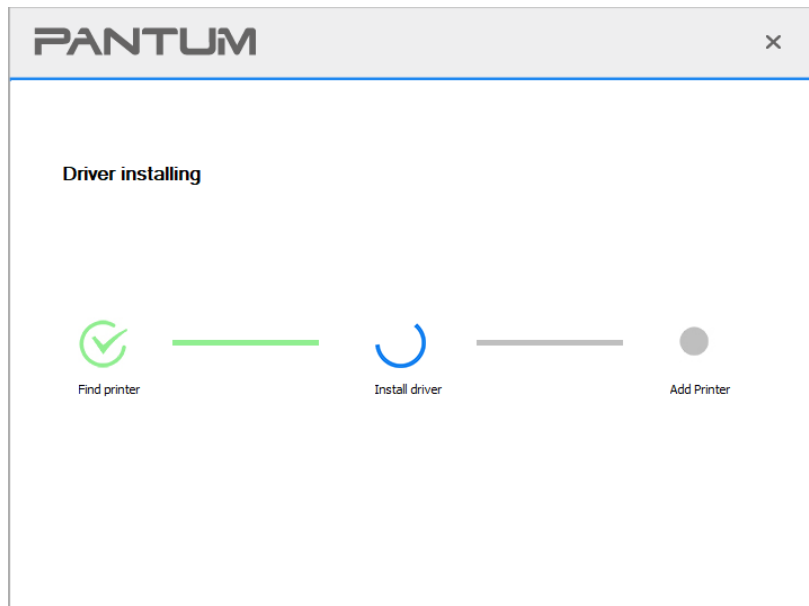 PANTUM
Driver installing
Find printer
Install driver
Add Printer